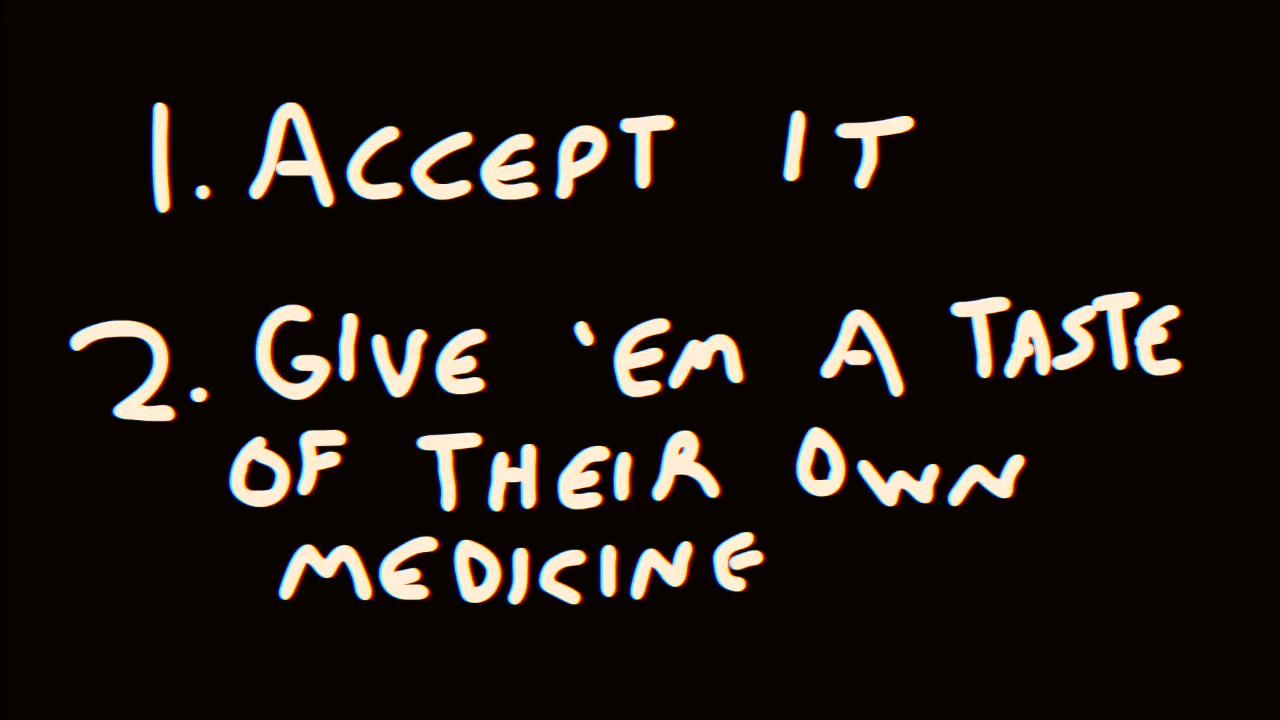 1. ACCEPT IT
2. GIVE 'EM A TASTE
OF THEIR OWN
MEDICINE